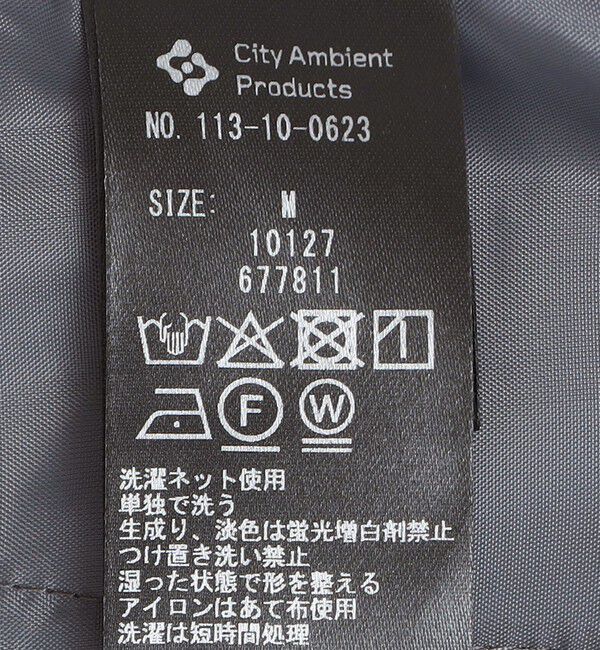 City Ambient
Products
NO. 113-10-0623
SIZE: M
10127
677811
F W
洗濯ネット使用
単独で洗う
生成り、淡色は蛍光増白剤禁止
つけ置き洗い禁止
湿った状態で形を整える
アイロンはあて布使用
洗濯は短時間処理